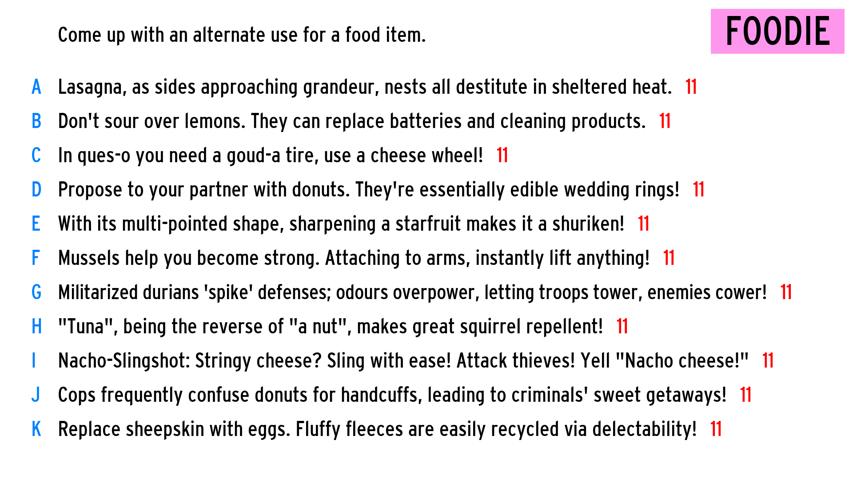 Come up with an alternate use for a food item.
FOODIE
A Lasagna, as sides approaching grandeur, nests all destitute in sheltered heat. 11
B Don't sour over lemons. They can replace batteries and cleaning products. 11
C In ques-o you need a goud-a tire, use a cheese wheel! 11
D Propose to your partner with donuts. They're essentially edible wedding rings! 11
E With its multi-pointed shape, sharpening a starfruit makes it a shuriken! 11
F Mussels help you become strong. Attaching to arms, instantly lift anything! 11
G Militarized durians 'spike' defenses; odours overpower, letting troops tower, enemies cower! 11
H "Tuna", being the reverse of "a nut", makes great squirrel repellent! 11
I Nacho-Slingshot: Stringy cheese? Sling with ease! Attack thieves! Yell "Nacho cheese!" 11
J Cops frequently confuse donuts for handcuffs, leading to criminals' sweet getaways! 11
K Replace sheepskin with eggs. Fluffy fleeces are easily recycled via delectability! 11